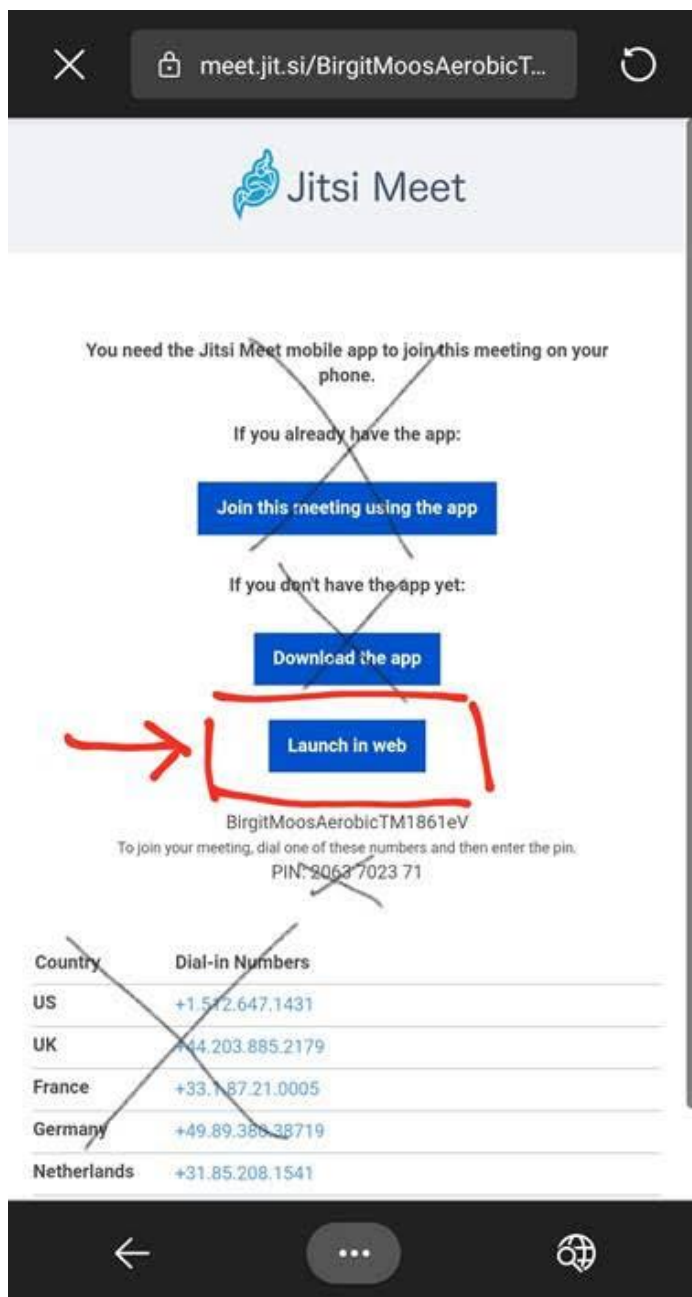 meet.jit.si/BirgitMoosAerobicT...
Jitsi Meet
You need the Jitsi Meet mobile app to join this meeting on your
phone.
If you already have the app:
Join this meeting using the app
If you don't have the app yet:
Download the app
Launch in web
BirgitMoosAerobicTM1861eV
To join your meeting, dial one of these numbers and then enter the pin.
PIN: 2063 7023 71
Country Dial-in Numbers
US +1.512.647.1431
UK +44.203.885.2179
France +33.1.87.21.0005
Germany +49.89.380.38719
Netherlands +31.85.208.1541